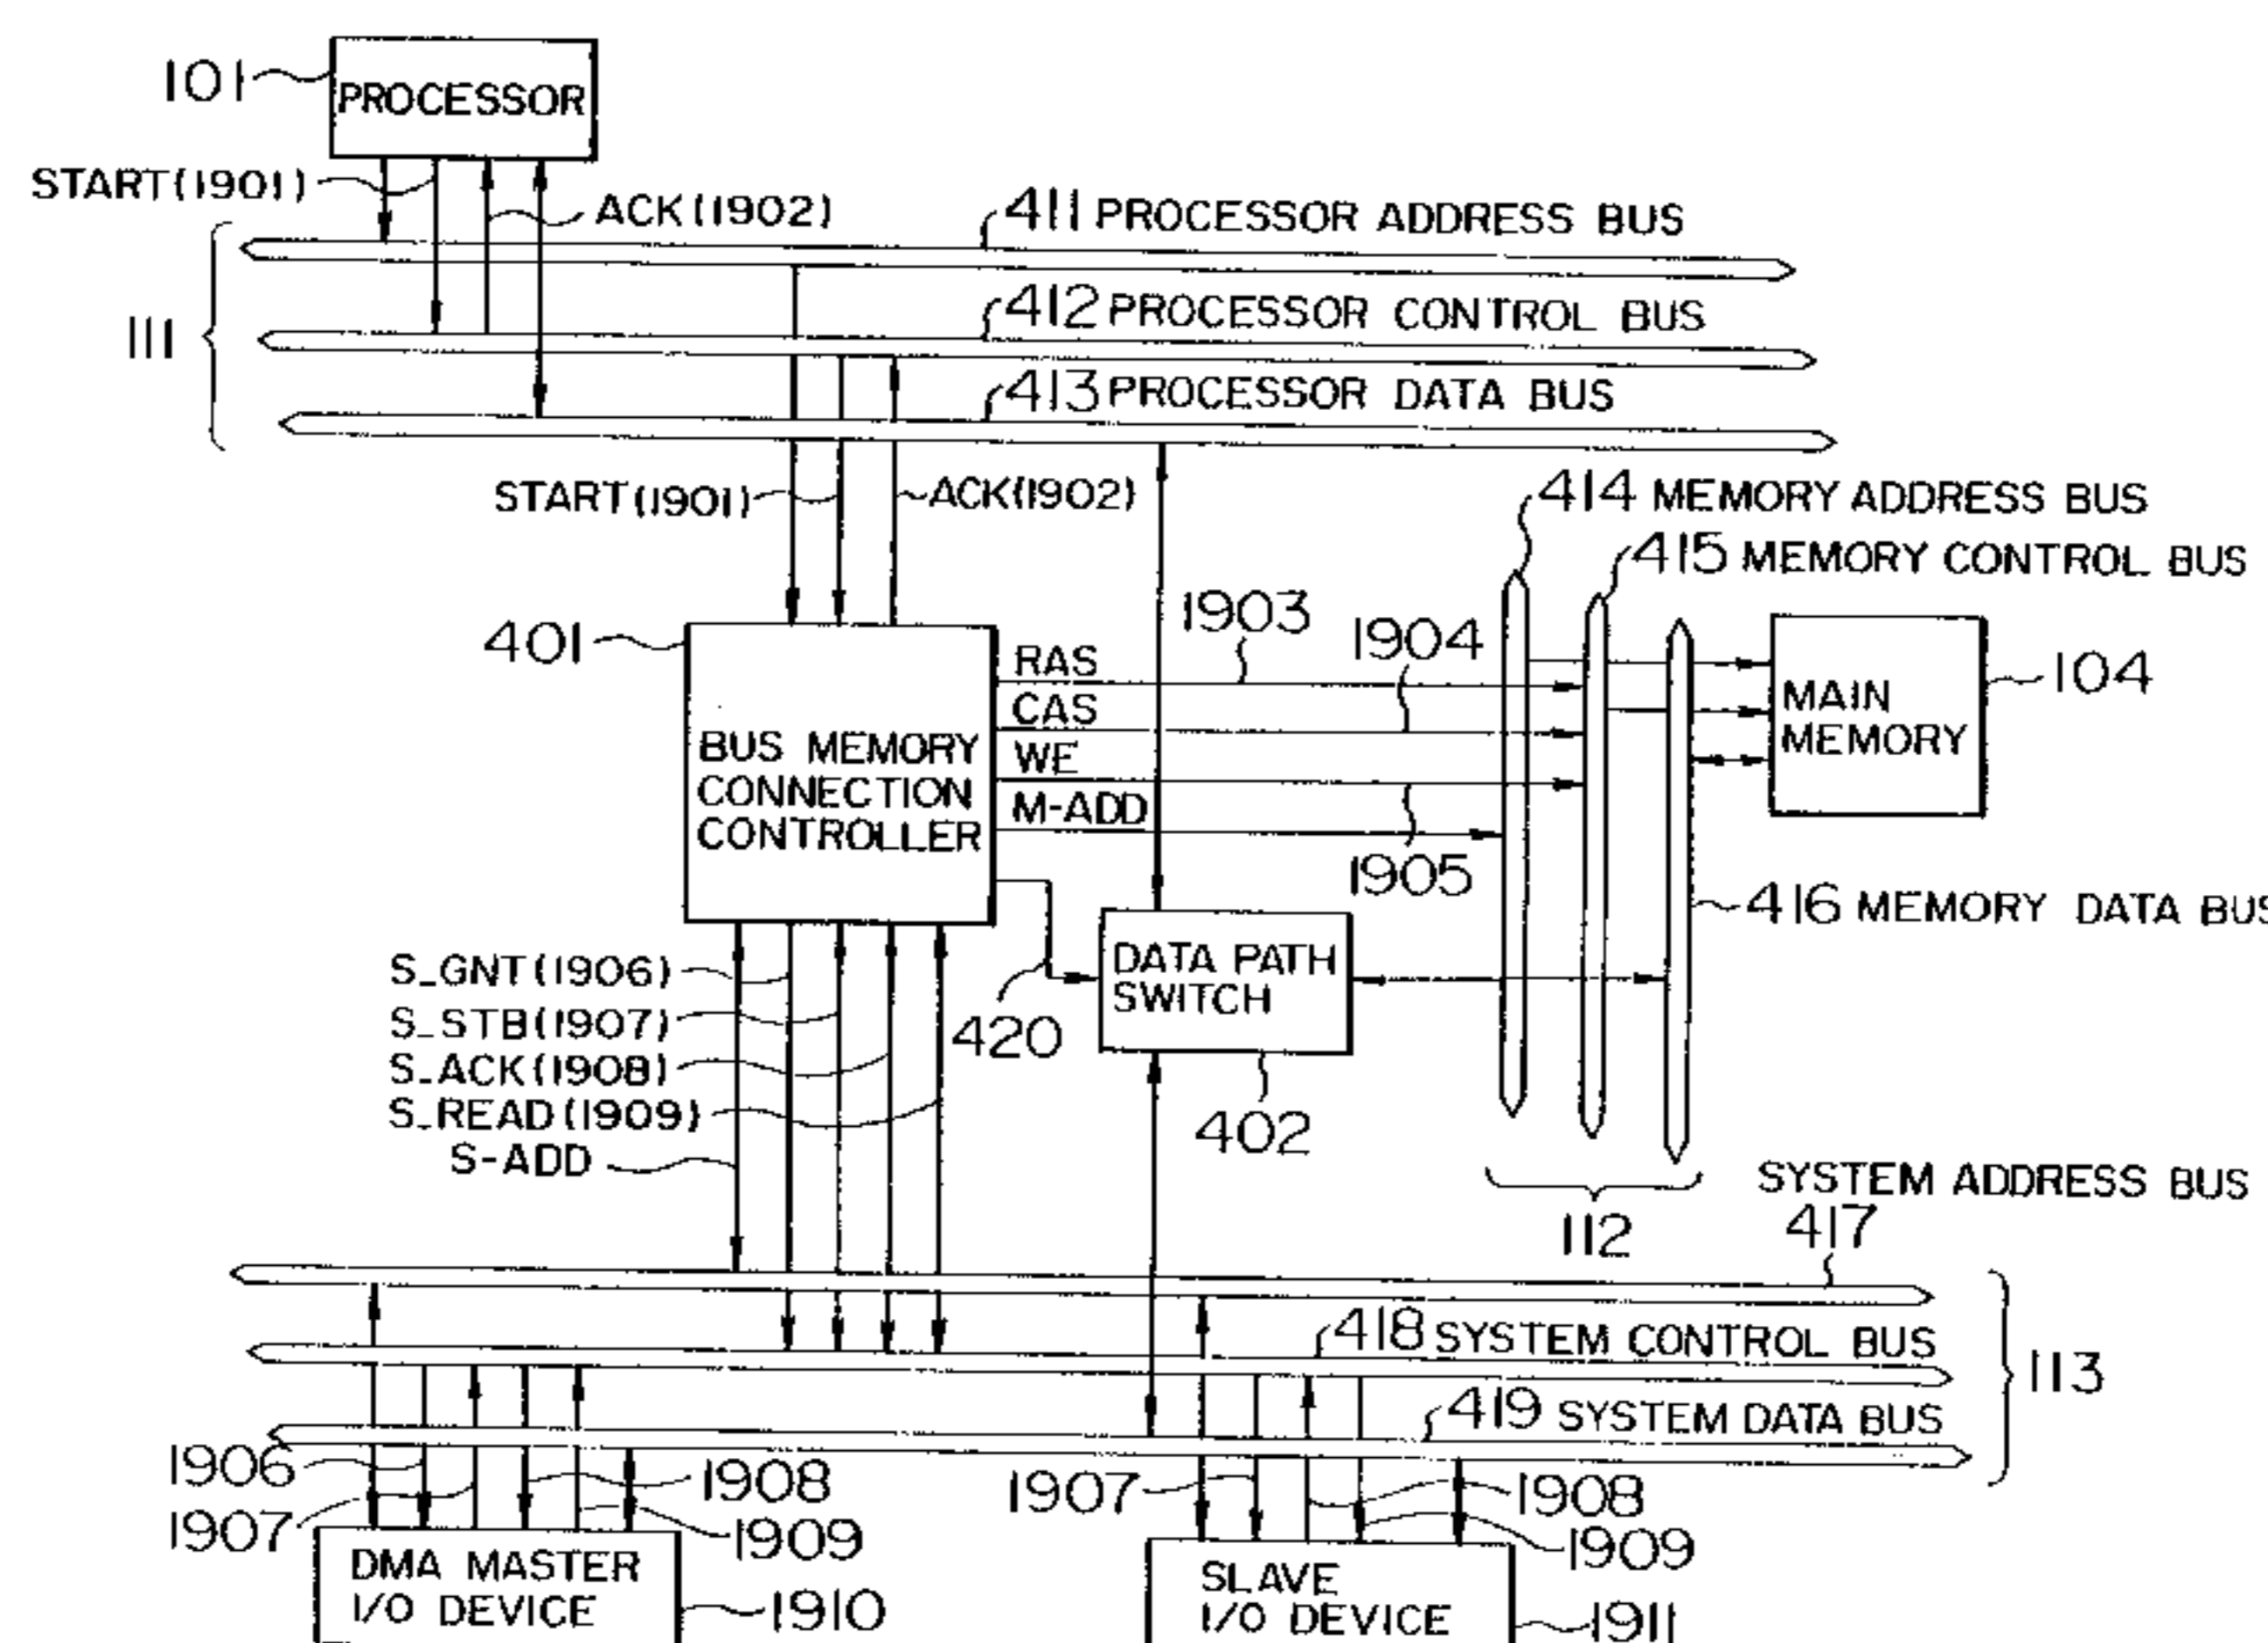 101
PROCESSOR
START(1901)
ACK(1902)
411 PROCESSOR ADDRESS BUS
111
412 PROCESSOR CONTROL BUS
413 PROCESSOR DATA BUS
START(1901)
ACK(1902)
414 MEMORY ADDRESS BUS
415 MEMORY CONTROL BUS
401
BUS MEMORY
CONNECTION
CONTROLLER
RAS
CAS
WE
M-ADD
1903
1904
1905
MAIN
MEMORY
104
416 MEMORY DATA BUS
420
DATA PATH
SWITCH
402
S_GNT(1906)
S_STB(1907)
S_ACK(1908)
S_READ(1909)
S-ADD
112
SYSTEM ADDRESS BUS
417
418 SYSTEM CONTROL BUS
113
419 SYSTEM DATA BUS
1906
1907
1908
1909
1907
1908
1909
DMA MASTER
I/O DEVICE
1910
SLAVE
I/O DEVICE
1911